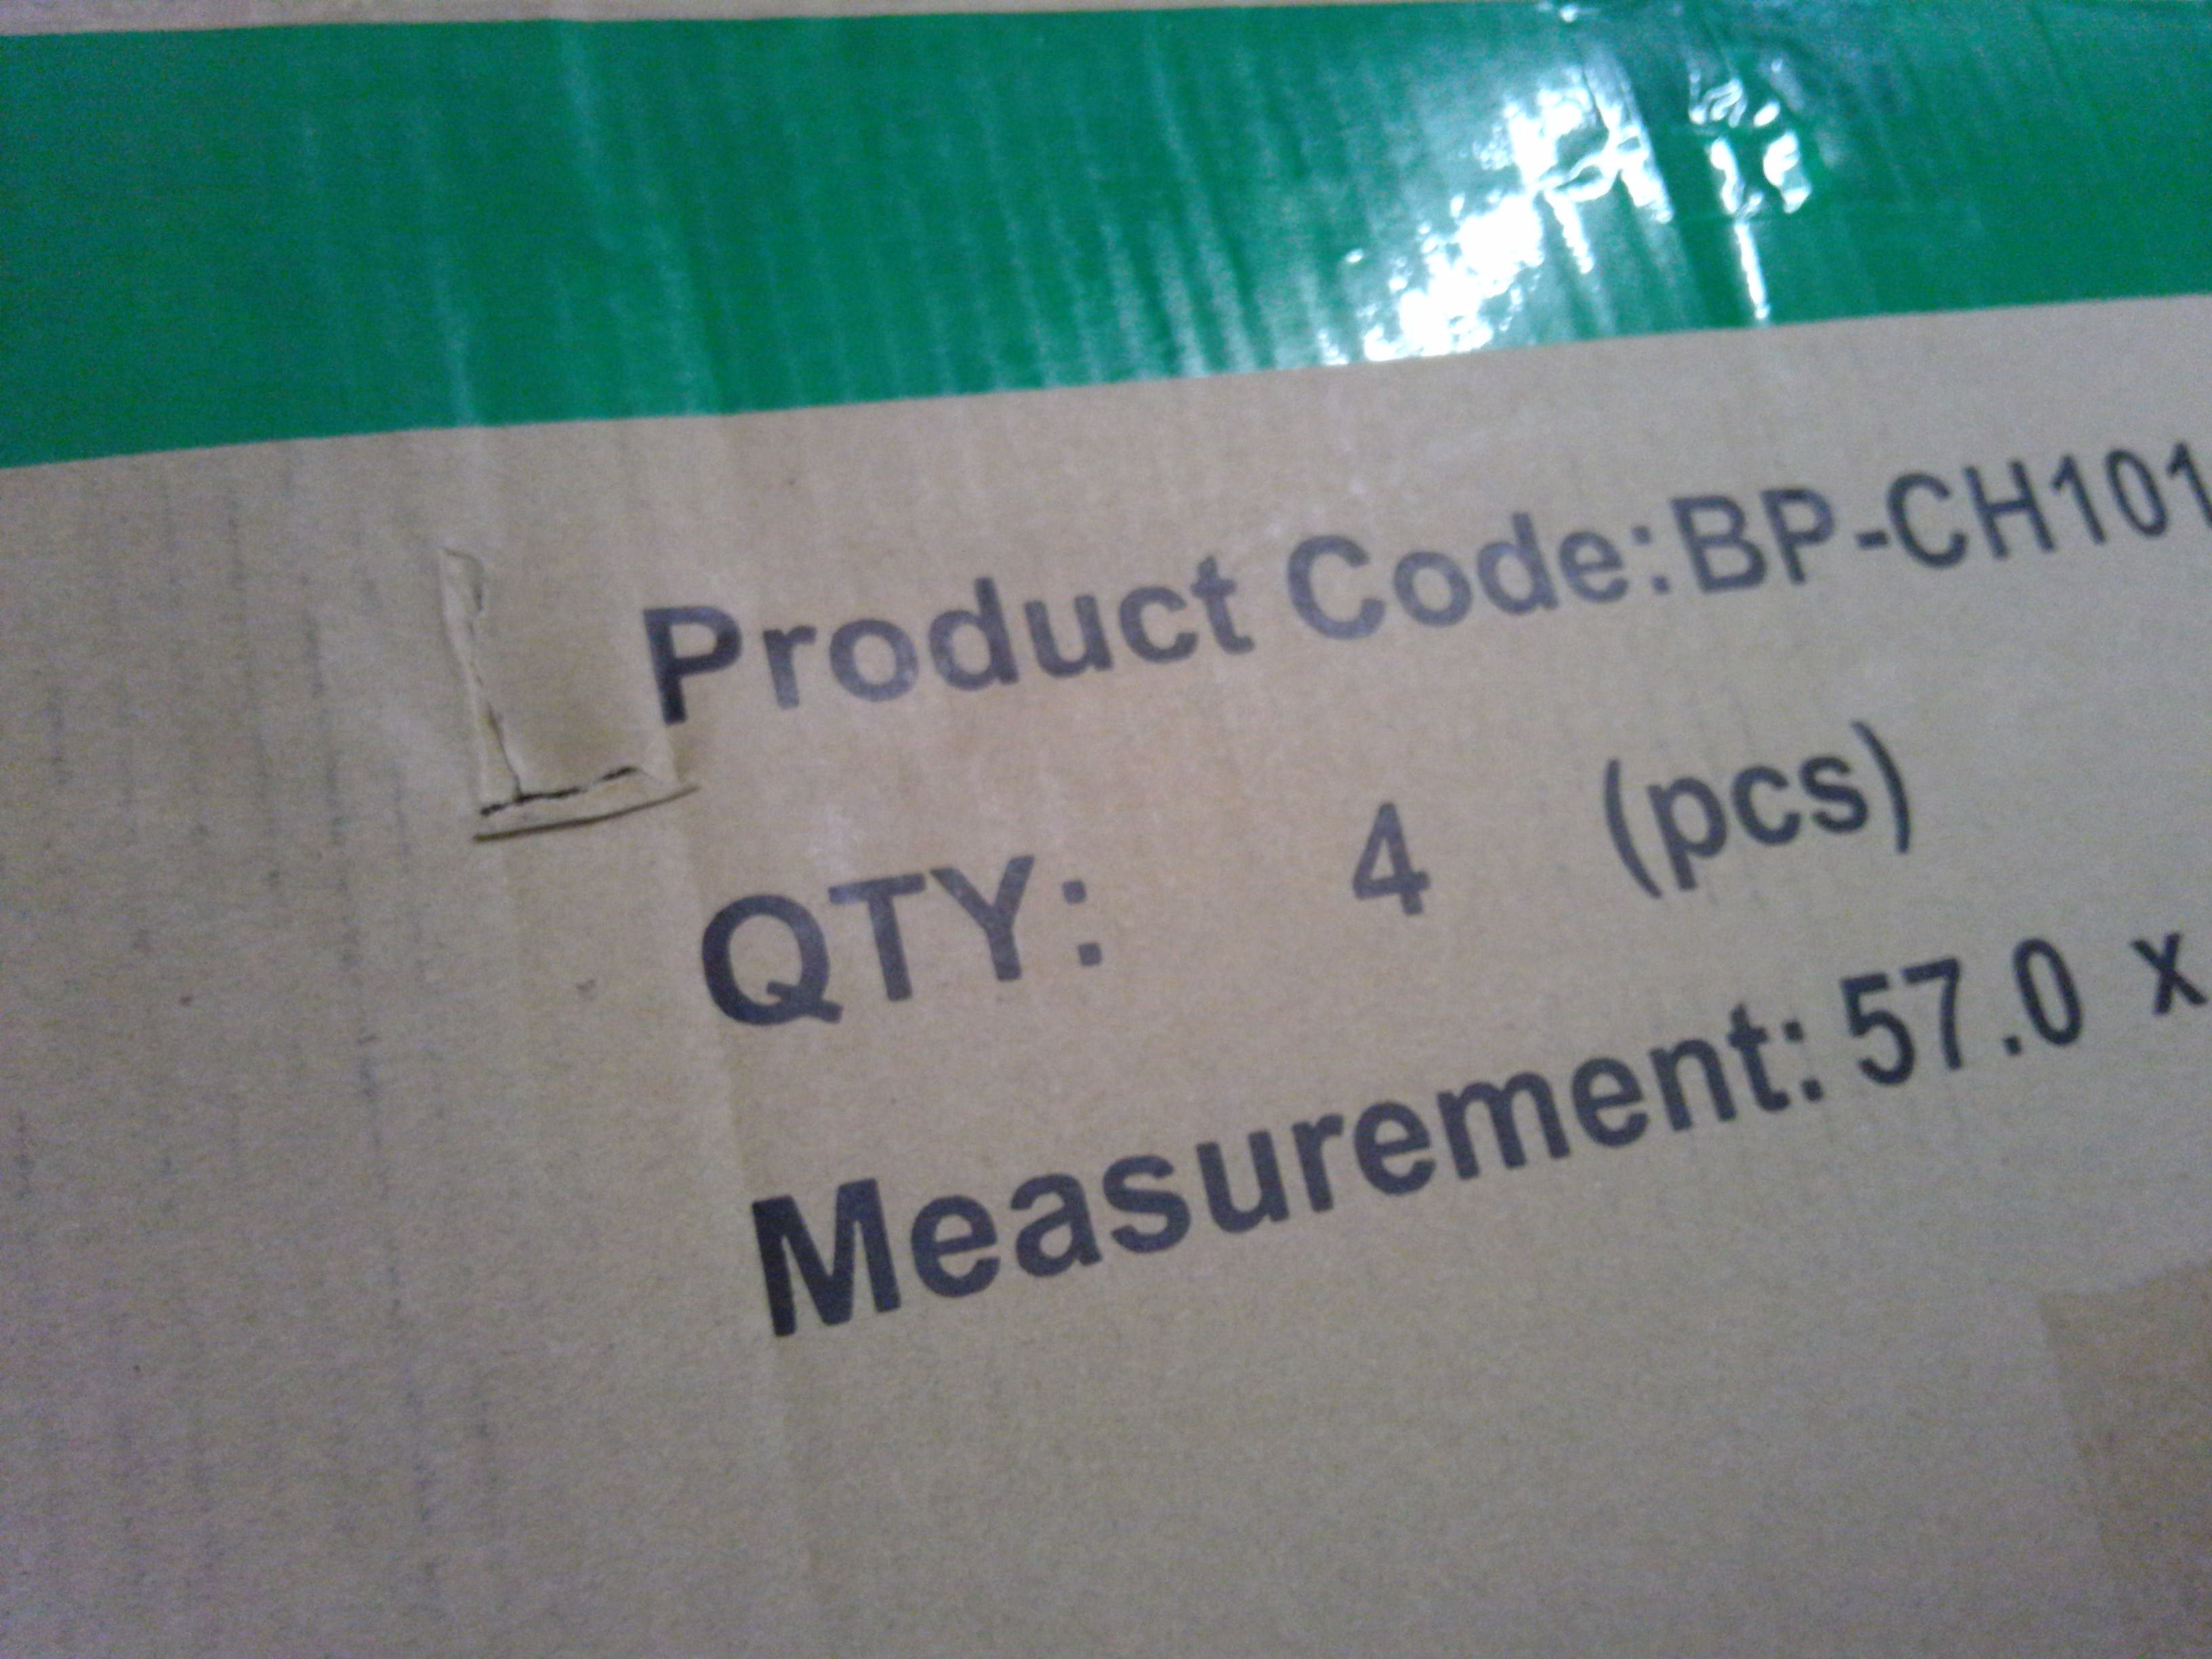 Product Code:BP-CH101
QTY: 4 (pcs)
Measurement: 57.0 x